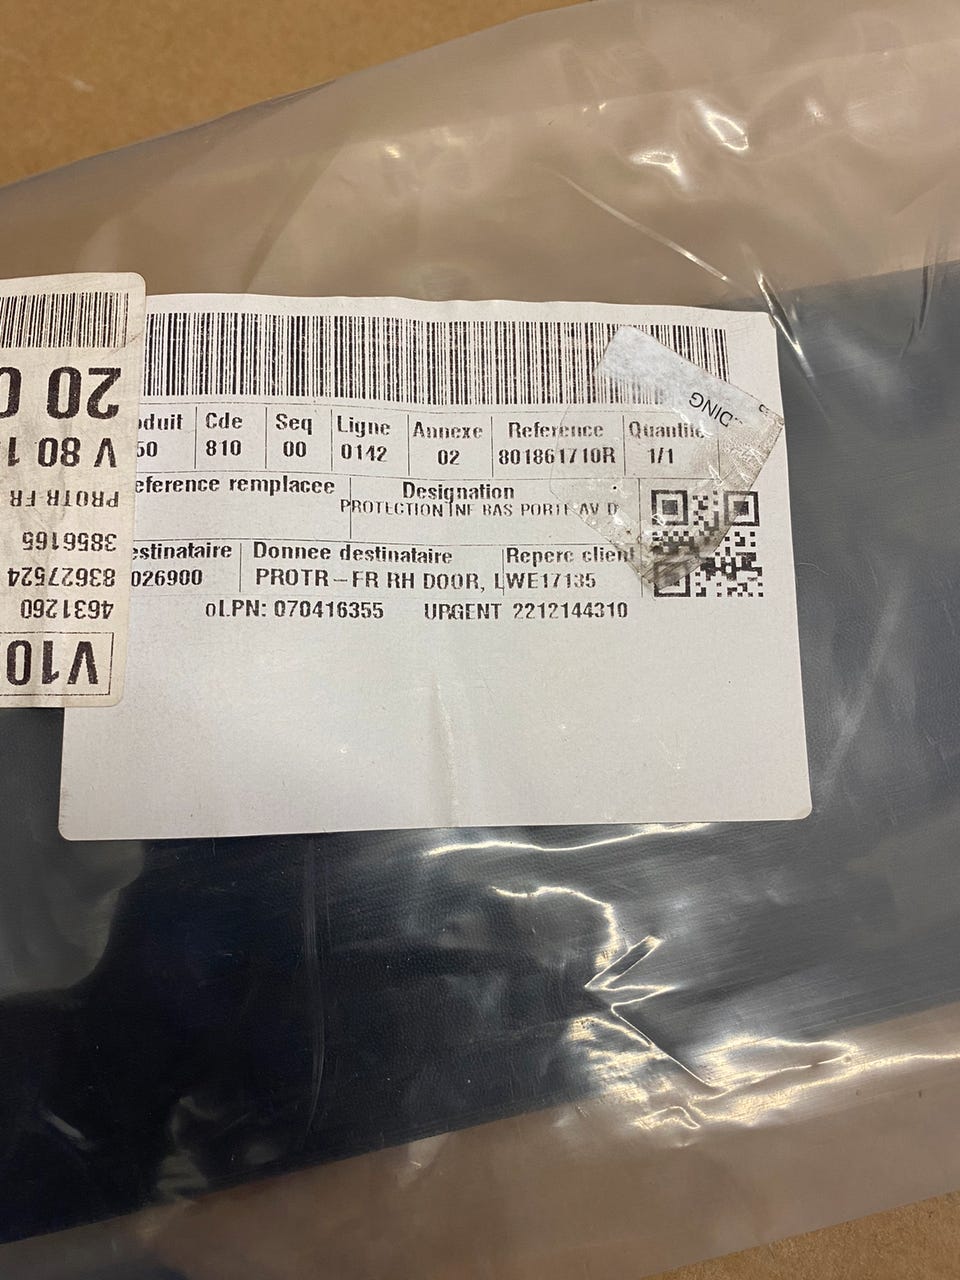 oduit Cde Seq Ligne Annexe Reference Quantite
50 810 00 0142 02 801861710R 1/1
eference remplacee Designation
PROTECTION INF BAS PORTE AV D
estinataire Donnee destinataire Repere client
026900 PROTR-FR RH DOOR, L WE17135
oLPN: 070416355 URGENT 2212144310
DING
V10
4631260
83627524
3856165
PROTR FR
V 80 1
20 0